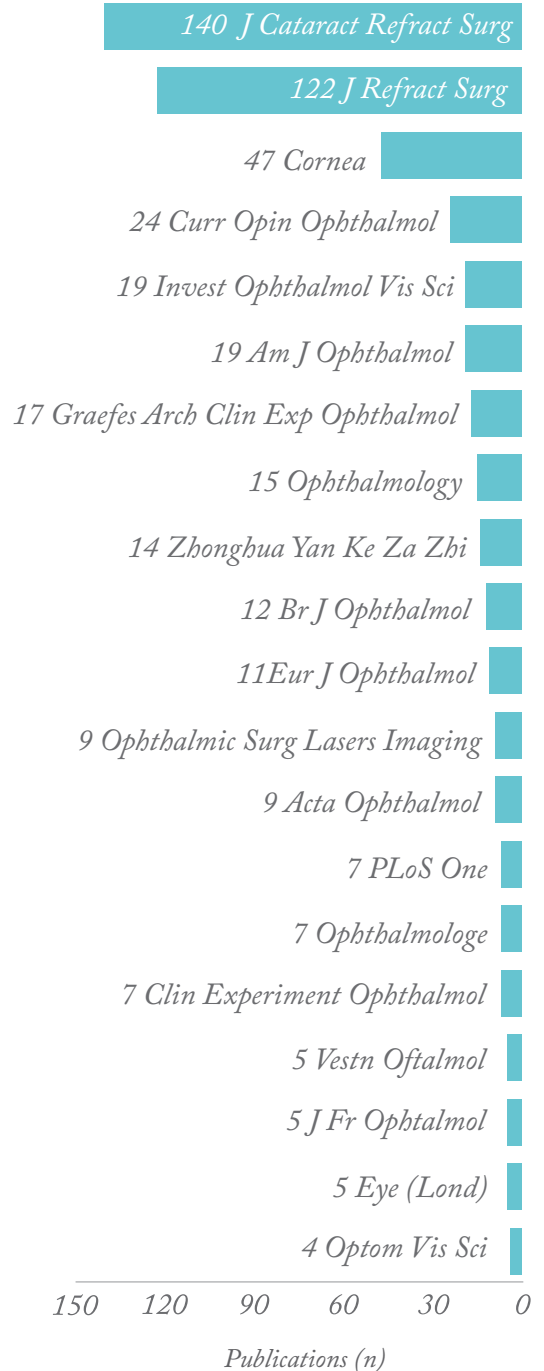 140 J Cataract Refract Surg
122 J Refract Surg
47 Cornea
24 Curr Opin Ophthalmol
19 Invest Ophthalmol Vis Sci
19 Am J Ophthalmol
17 Graefes Arch Clin Exp Ophthalmol
15 Ophthalmology
14 Zhonghua Yan Ke Za Zhi
12 Br J Ophthalmol
11Eur J Ophthalmol
9 Ophthalmic Surg Lasers Imaging
9 Acta Ophthalmol
7 PLoS One
7 Ophthalmologe
7 Clin Experiment Ophthalmol
5 Vestn Oftalmol
5 J Fr Ophtalmol
5 Eye (Lond)
4 Optom Vis Sci
150 120 90 60 30 0
Publications (n)